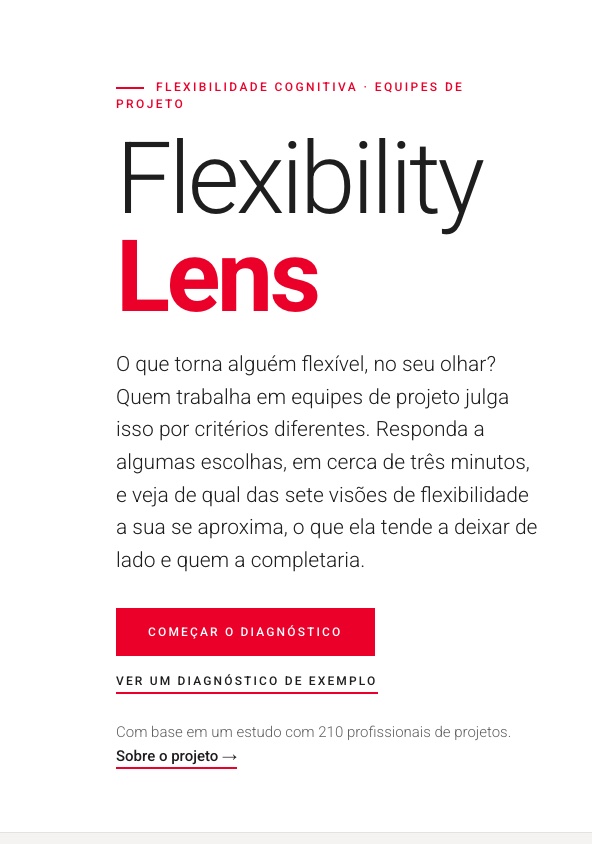 FLEXIBILIDADE COGNITIVA · EQUIPES DE
PROJETO
Flexibility
Lens
O que torna alguém flexível, no seu olhar?
Quem trabalha em equipes de projeto julga
isso por critérios diferentes. Responda a
algumas escolhas, em cerca de três minutos,
e veja de qual das sete visões de flexibilidade
a sua se aproxima, o que ela tende a deixar de
lado e quem a completaria.
COMEÇAR O DIAGNÓSTICO
VER UM DIAGNÓSTICO DE EXEMPLO
Com base em um estudo com 210 profissionais de projetos.
Sobre o projeto →